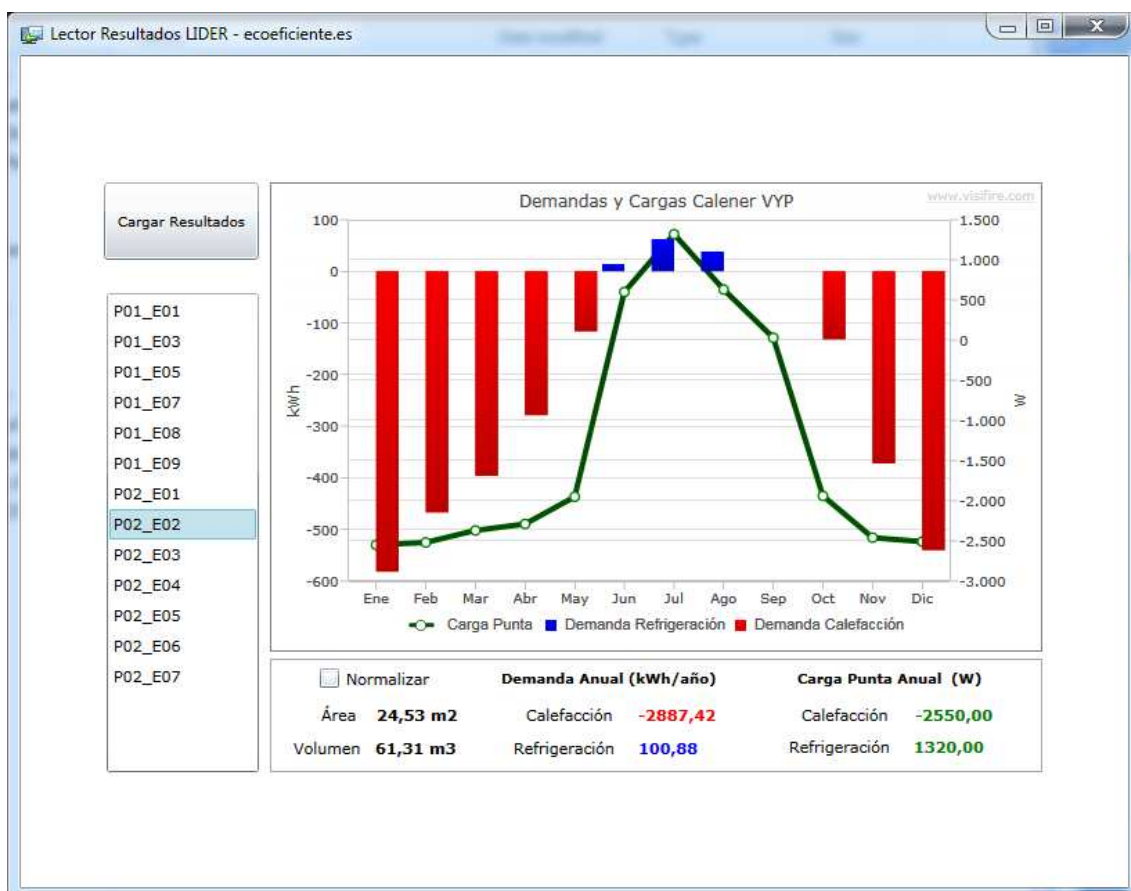 Lector Resultados LIDER - ecoeficiente.es
Cargar Resultados
P01_E01
P01_E03
P01_E05
P01_E07
P01_E08
P01_E09
P02_E01
P02_E02
P02_E03
P02_E04
P02_E05
P02_E06
P02_E07
Demandas y Cargas Calener VYP
www.visifire.com
kWh
100
0
-100
-200
-300
-400
-500
-600
1.500
1.000
500
0
-500
-1.000
-1.500
-2.000
-2.500
-3.000
W
Ene Feb Mar Abr May Jun Jul Ago Sep Oct Nov Dic
Carga Punta Demanda Refrigeración Demanda Calefacción
Normalizar Demanda Anual (kWh/año) Carga Punta Anual (W)
Área 24,53 m2 Calefacción -2887,42 Calefacción -2550,00
Volumen 61,31 m3 Refrigeración 100,88 Refrigeración 1320,00